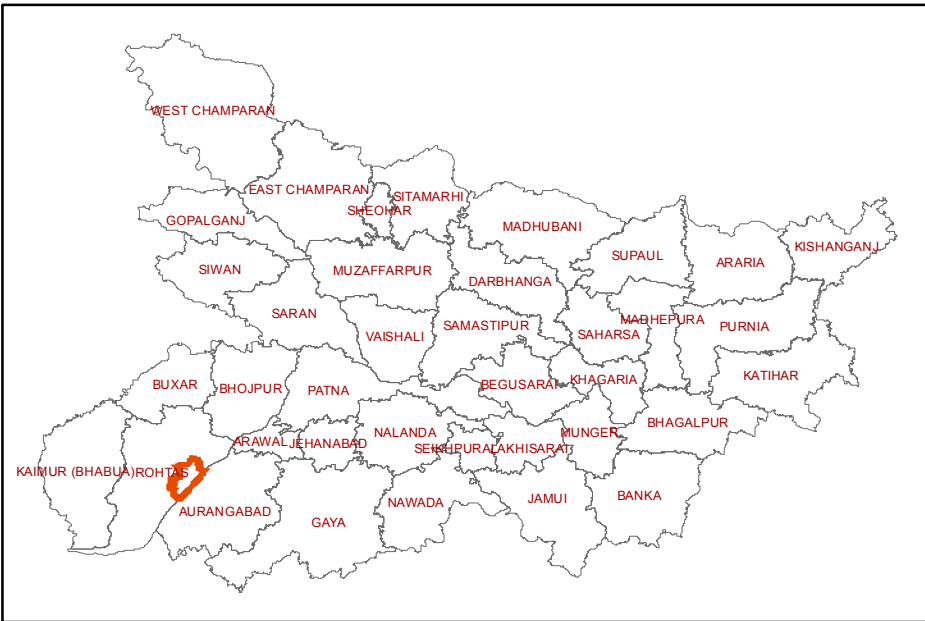 WEST CHAMPARAN
EAST CHAMPARAN
SITAMARHI
SHEOHAR
GOPALGANJ
MADHUBANI
SUPAUL
ARARIA
KISHANGANJ
SIWAN
MUZAFFARPUR
DARBHANGA
SARAN
VAISHALI
SAMASTIPUR
SAHARSA
MADHEPURA
PURNIA
BUXAR
BHOJPUR
PATNA
BEGUSARAI
KHAGARIA
KATIHAR
ARAWAL
JEHANABAD
NALANDA
SEIKHPURA
LAKHISARAI
MUNGER
BHAGALPUR
KAIMUR (BHABUA)
ROHTAS
AURANGABAD
GAYA
NAWADA
JAMUI
BANKA